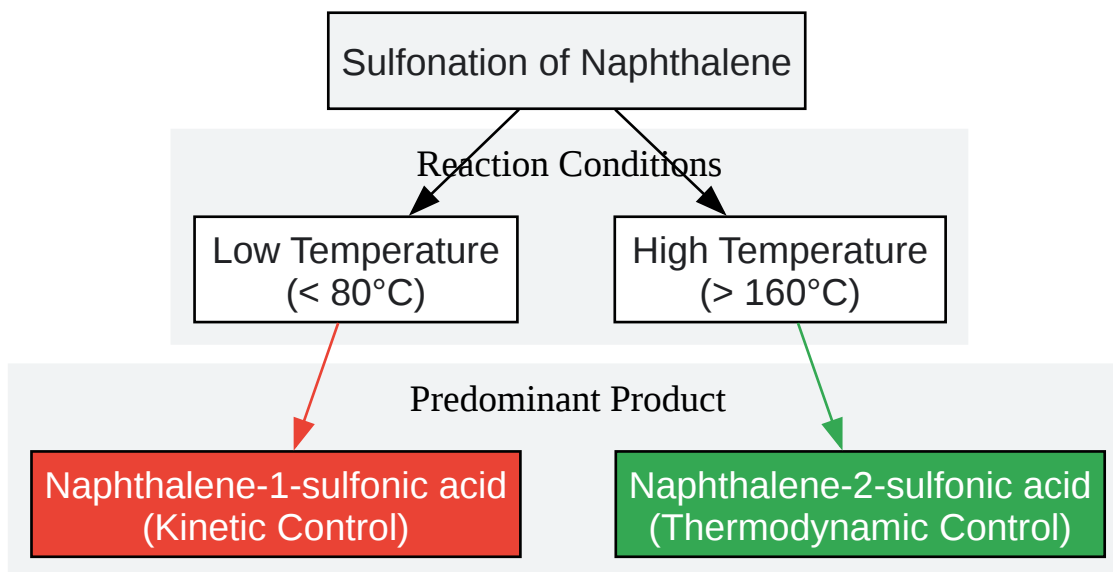 Sulfonation of Naphthalene
Reaction Conditions
Low Temperature
(< 80°C)
High Temperature
(> 160°C)
Predominant Product
Naphthalene-1-sulfonic acid
(Kinetic Control)
Naphthalene-2-sulfonic acid
(Thermodynamic Control)